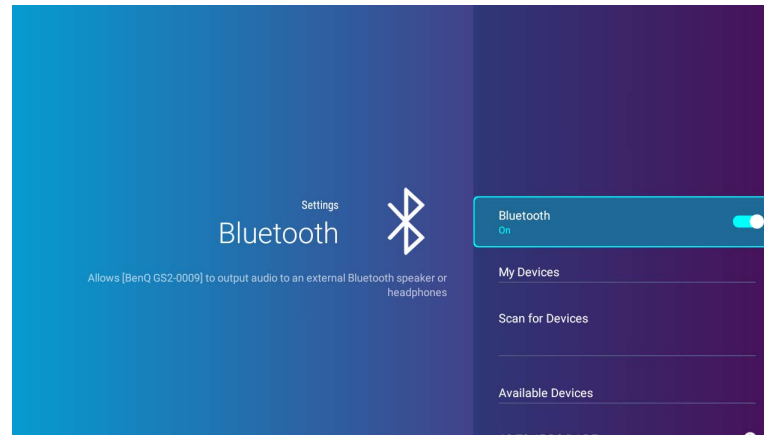 Settings
Bluetooth
Allows [BenQ GS2-0009] to output audio to an external Bluetooth speaker or
headphones
Bluetooth
On
My Devices
Scan for Devices
Available Devices